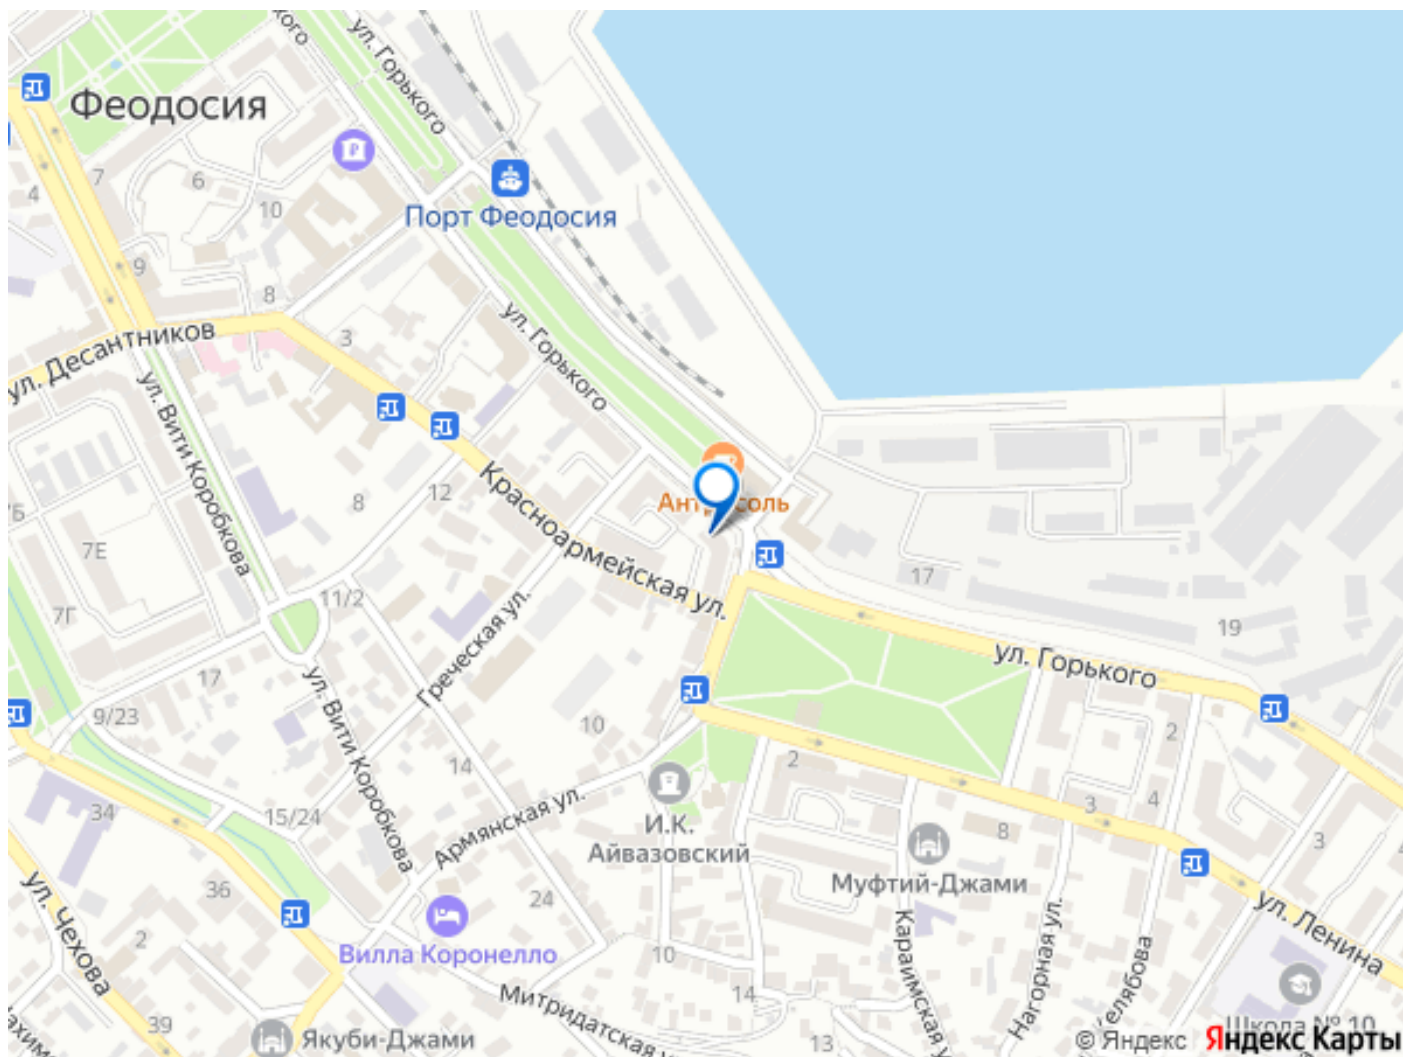 ул. Горького
Феодосия
4
7
6
10
Порт Феодосия
9
8
3
ул. Горького
ул. Десантников
ул. Вити Коробкова
12
8
Красноармейская ул.
7Е
7Г
11/2
17
19
Греческая ул.
ул. Горького
17
9/23
ул. Вити Коробкова
10
14
2
2
4
3
3
34
15/24
Армянская ул.
И.К.
Айвазовский
8
Муфтий-Джами
36
24
ул. Чехова
2
Вилла Коронелло
10
14
13
Митридатская
Караимская
Нагорная ул.
ул. Ленина
39
Якуби-Джами
Школа № 10
© Яндекс Яндекс Карты